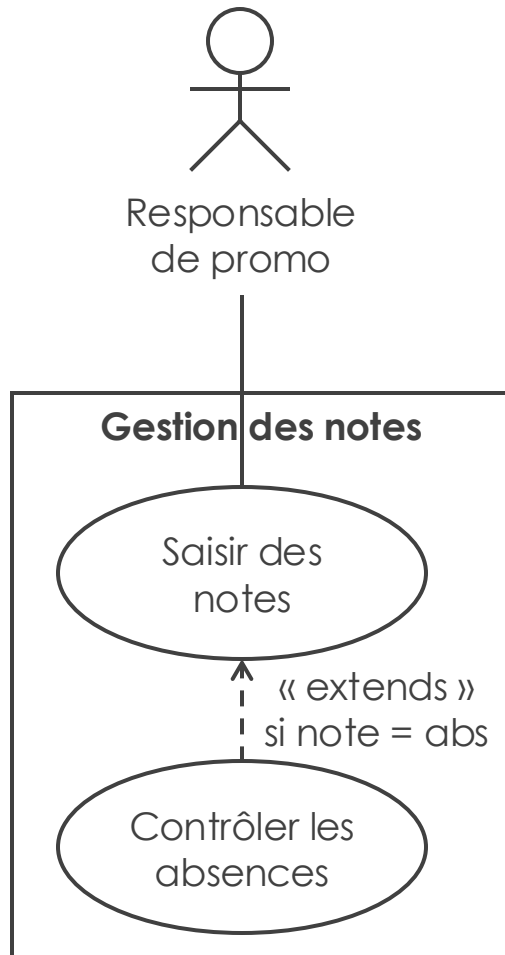 Responsable
de promo
Gestion des notes
Saisir des
notes
« extends »
si note = abs
Contrôler les
absences